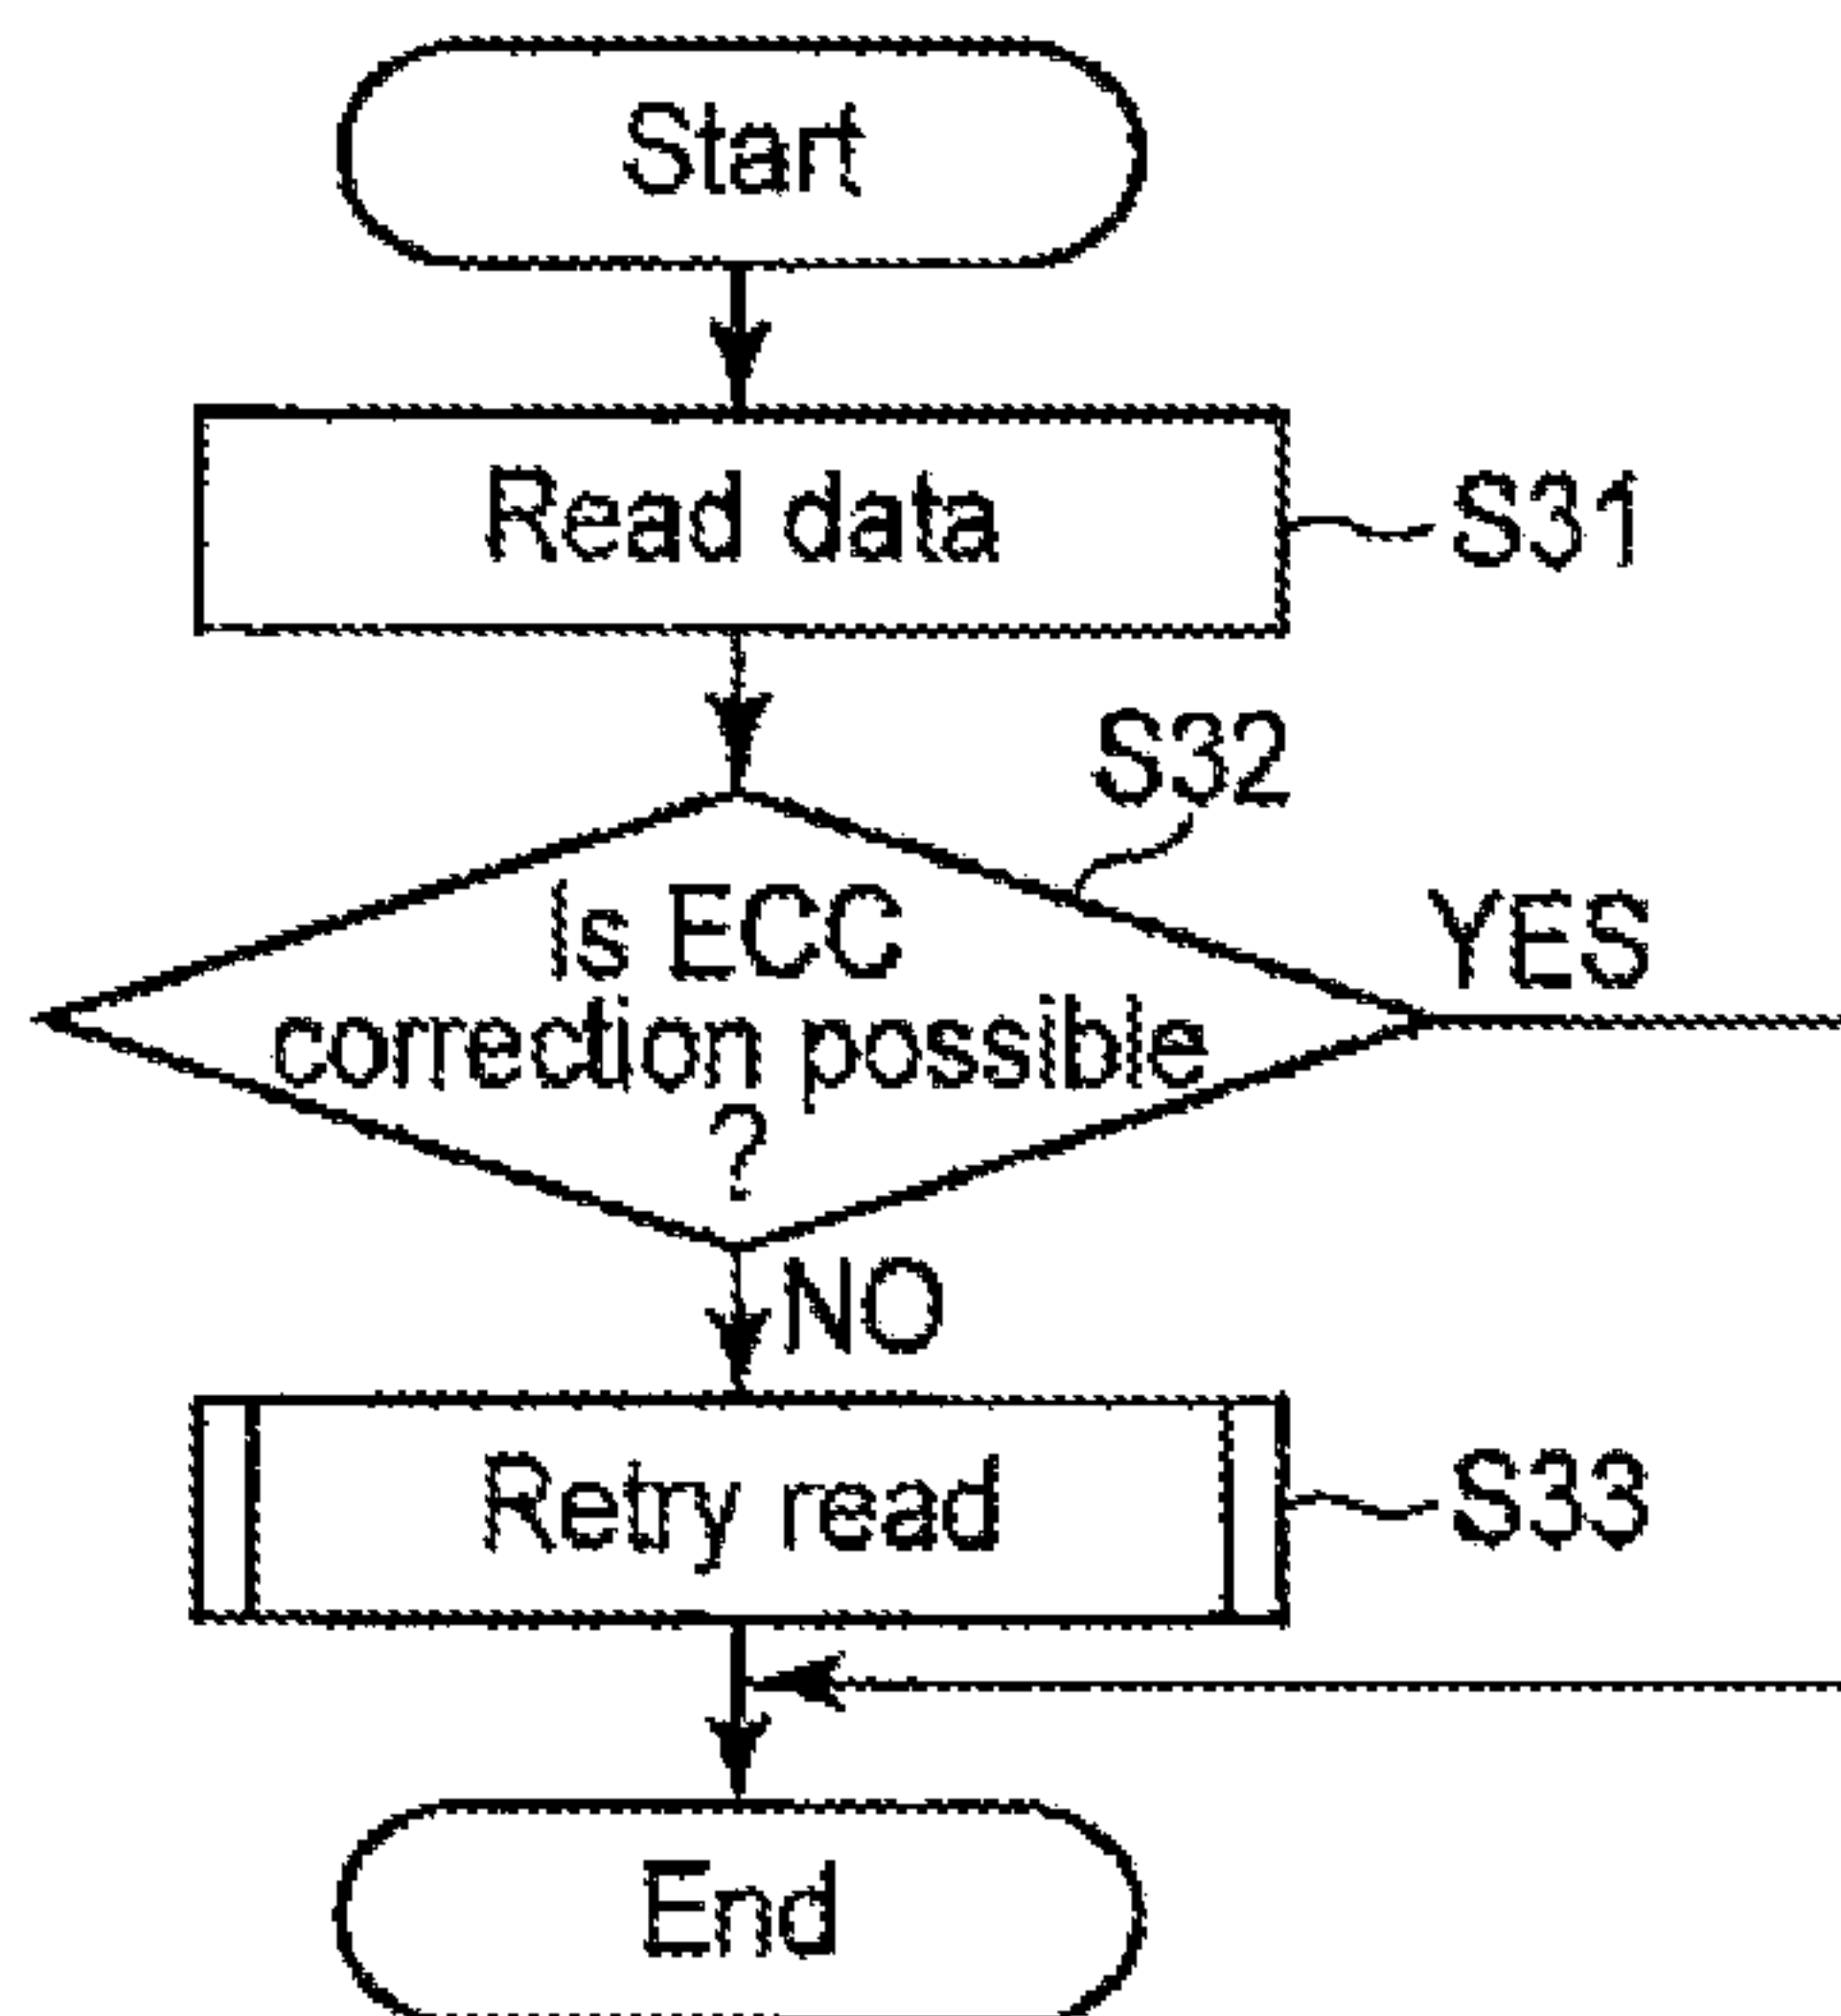 Start
Read data
S31
S32
Is ECC
correction possible
?
YES
NO
Retry read
S33
End